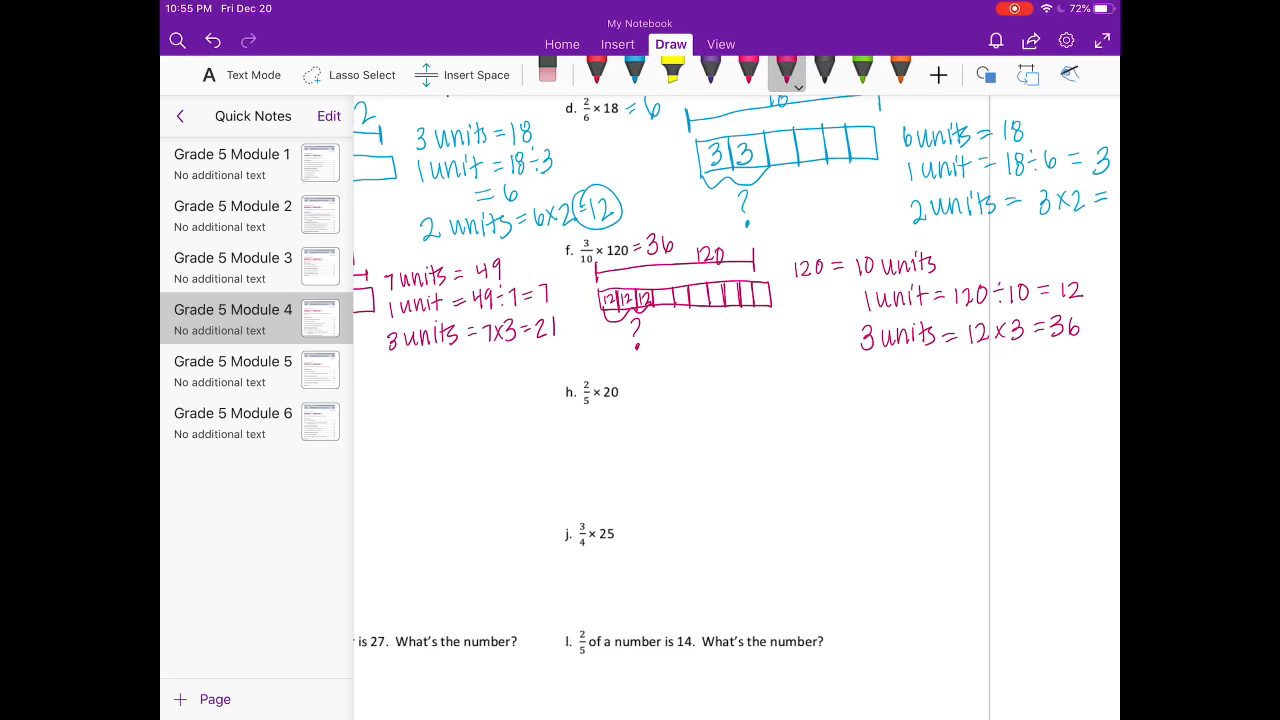 10:55 PM Fri Dec 20
72%
My Notebook
Home Insert Draw View
Text Mode Lasso Select Insert Space
Quick Notes Edit
Grade 5 Module 1
No additional text
Grade 5 Module 2
No additional text
Grade 5 Module 3
No additional text
Grade 5 Module 4
No additional text
Grade 5 Module 5
No additional text
Grade 5 Module 6
No additional text
Page
2
3 units = 18
1 unit = 18÷3
= 6
2 units = 6×2 = 12
d. 2/6 × 18 = 6
18
3 3
?
6 units = 18
1 unit = 18÷6 = 3
2 units = 3×2 =
7 units = 49
1 unit = 49÷7=7
3 units = 7×3=21
f. 3/10 × 120 = 36
120
12 12 12
?
120 = 10 units
1 unit = 120÷10 = 12
3 units = 12×3=36
h. 2/5 × 20
j. 3/4 × 25
is 27. What's the number?
l. 2/5 of a number is 14. What's the number?